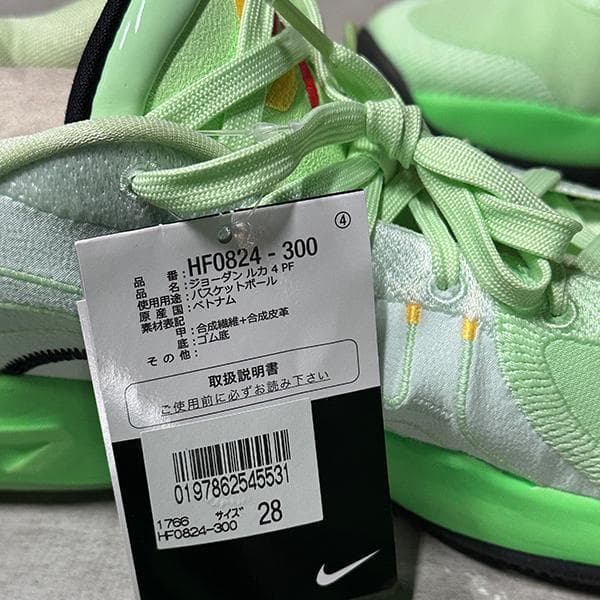 ④
品 番 : HF0824 - 300
品 名 : ジョーダン ルカ 4 PF
使用用途 : バスケットボール
原 産 国 : ベトナム
素材表記 :
甲 : 合成繊維+合成皮革
底 : ゴム底
そ の 他 :
取扱説明書
ご使用前に必ずお読み下さい
0197862545531
1766 サイズ 28
HF0824-300